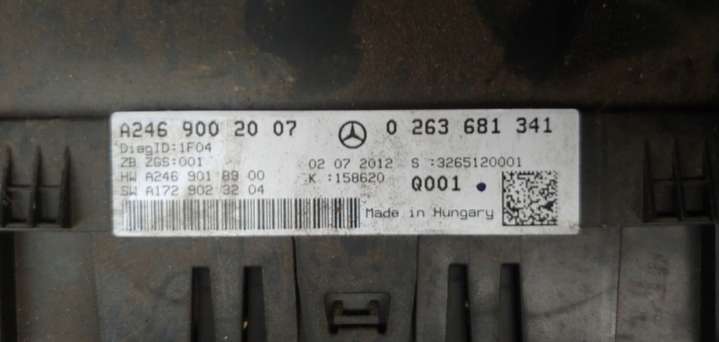 A246 900 20 07 0 263 681 341
DiagID:1F04
ZB ZGS:001 02 07 2012 S :3265120001
HW A246 901 89 00 K :158620 Q001
SW A172 902 32 04
Made in Hungary